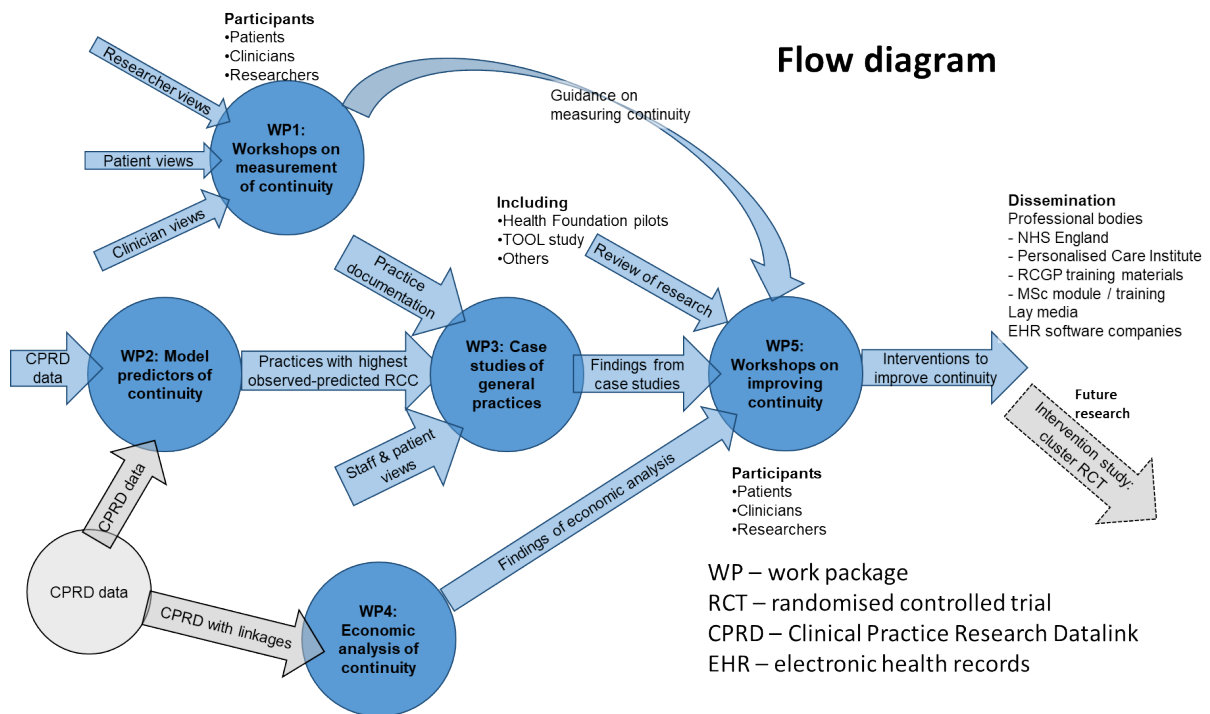 Flow diagram
Participants
•Patients
•Clinicians
•Researchers
Researcher views
Patient views
Clinician views
WP1:
Workshops on
measurement
of continuity
Guidance on
measuring continuity
Including
•Health Foundation pilots
•TOOL study
•Others
Review of research
Practice
documentation
CPRD
data
WP2: Model
predictors of
continuity
Practices with highest
observed-predicted RCC
WP3: Case
studies of
general
practices
Staff & patient
views
Findings from
case studies
WP5:
Workshops on
improving
continuity
Interventions to
improve continuity
Dissemination
Professional bodies
- NHS England
- Personalised Care Institute
- RCGP training materials
- MSc module / training
Lay media
EHR software companies
Future
research
Intervention study:
cluster RCT
Participants
•Patients
•Clinicians
•Researchers
CPRD data
CPRD data
CPRD with linkages
WP4:
Economic
analysis of
continuity
Findings of economic analysis
WP – work package
RCT – randomised controlled trial
CPRD – Clinical Practice Research Datalink
EHR – electronic health records